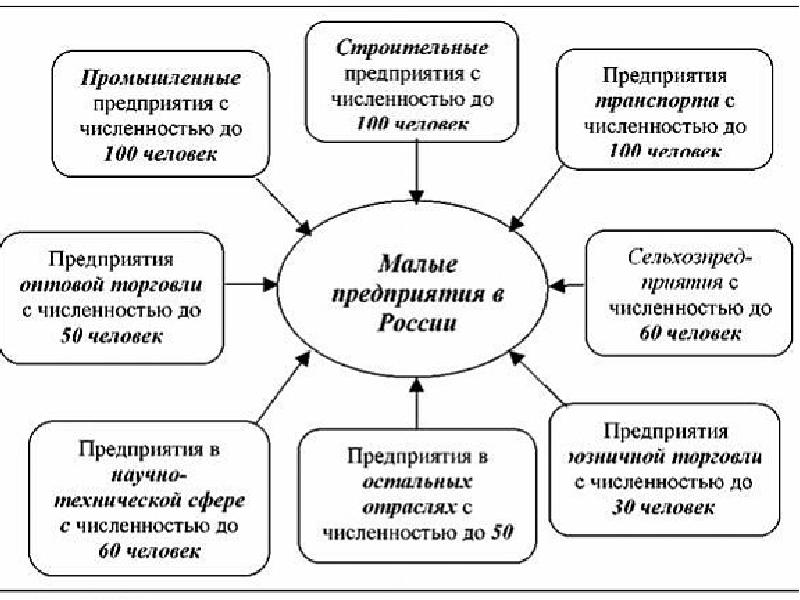 Промышленные
предприятия с
численностью до
100 человек
Строительные
предприятия с
численностью до
100 человек
Предприятия
транспорта с
численностью до
100 человек
Предприятия
оптовой торговли
с численностью до
50 человек
Малые
предприятия в
России
Сельхозпред-
приятия с
численностью до
60 человек
Предприятия в
научно-
технической сфере
с численностью до
60 человек
Предприятия в
остальных
отраслях с
численностью до 50
Предприятия
розничной торговли
с численностью до
30 человек